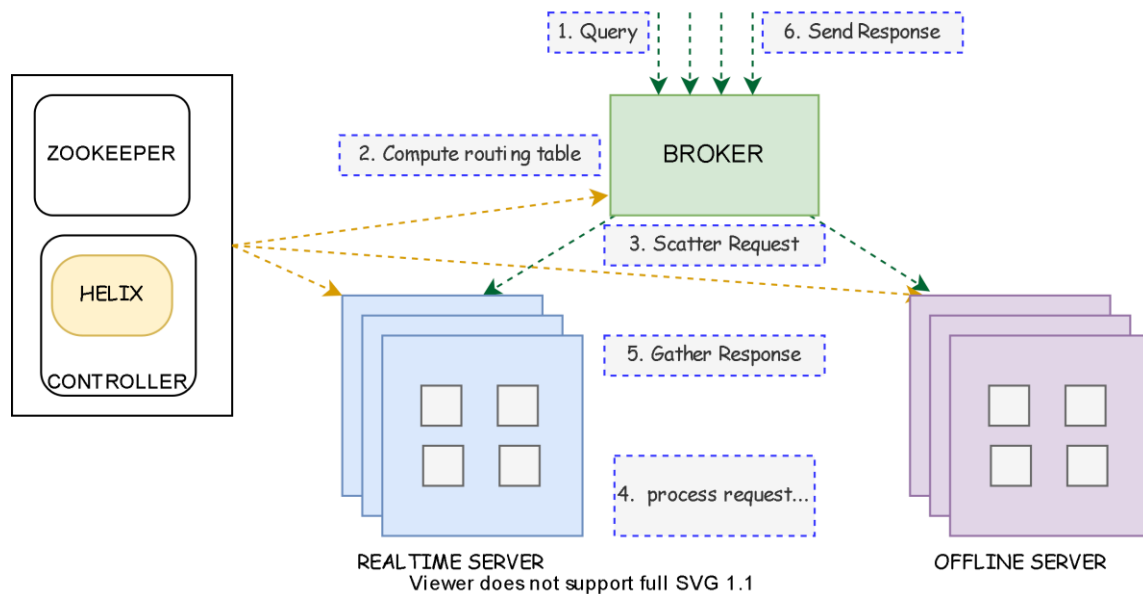 1. Query
6. Send Response
ZOOKEEPER
2. Compute routing table
BROKER
3. Scatter Request
HELIX
5. Gather Response
CONTROLLER
4. process request...
REALTIME SERVER
OFFLINE SERVER
Viewer does not support full SVG 1.1